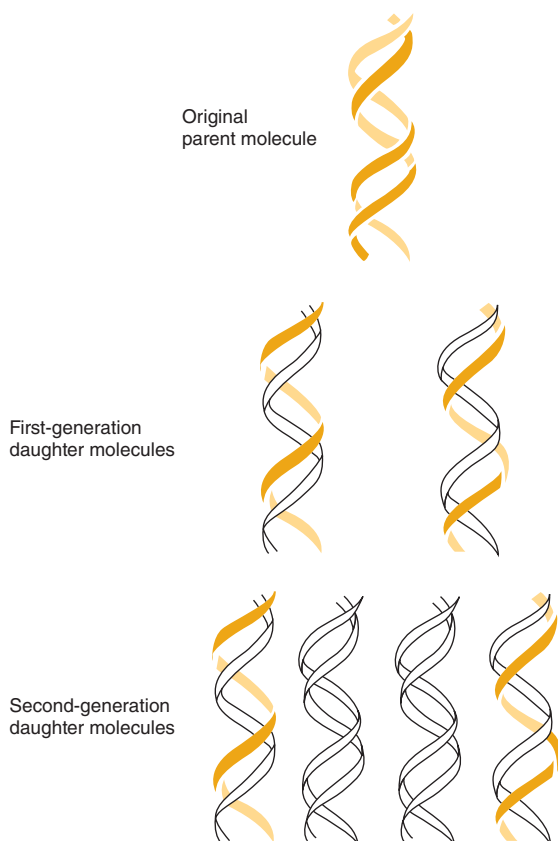 Original
parent molecule
First-generation
daughter molecules
Second-generation
daughter molecules